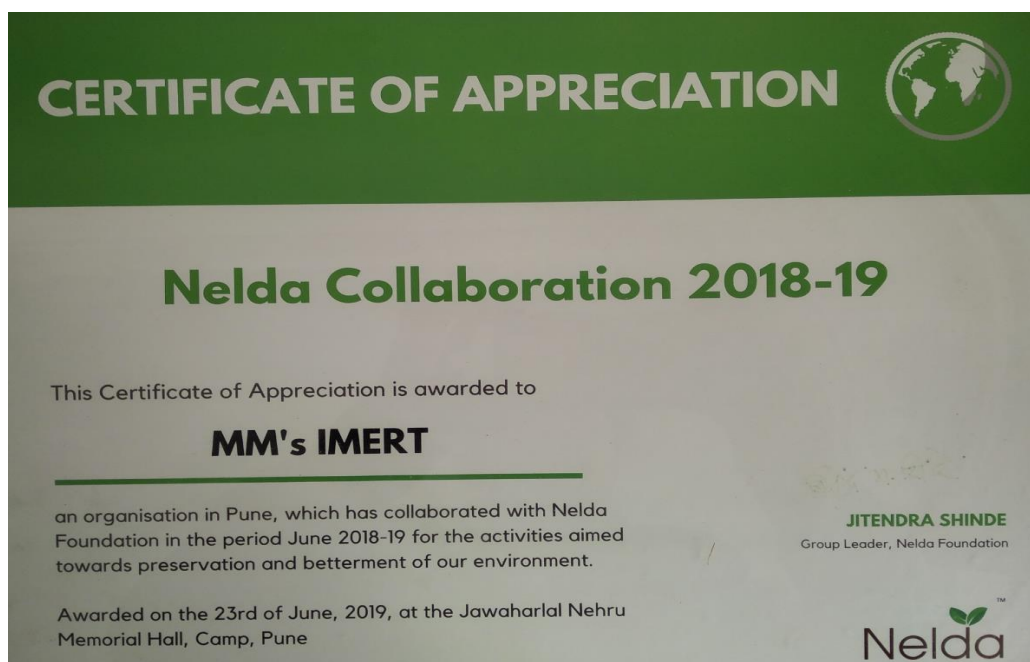 CERTIFICATE OF APPRECIATION
Nelda Collaboration 2018-19
This Certificate of Appreciation is awarded to
MM's IMERT
an organisation in Pune, which has collaborated with Nelda
Foundation in the period June 2018-19 for the activities aimed
towards preservation and betterment of our environment.
Awarded on the 23rd of June, 2019, at the Jawaharlal Nehru
Memorial Hall, Camp, Pune
JITENDRA SHINDE
Group Leader, Nelda Foundation
Nelda™